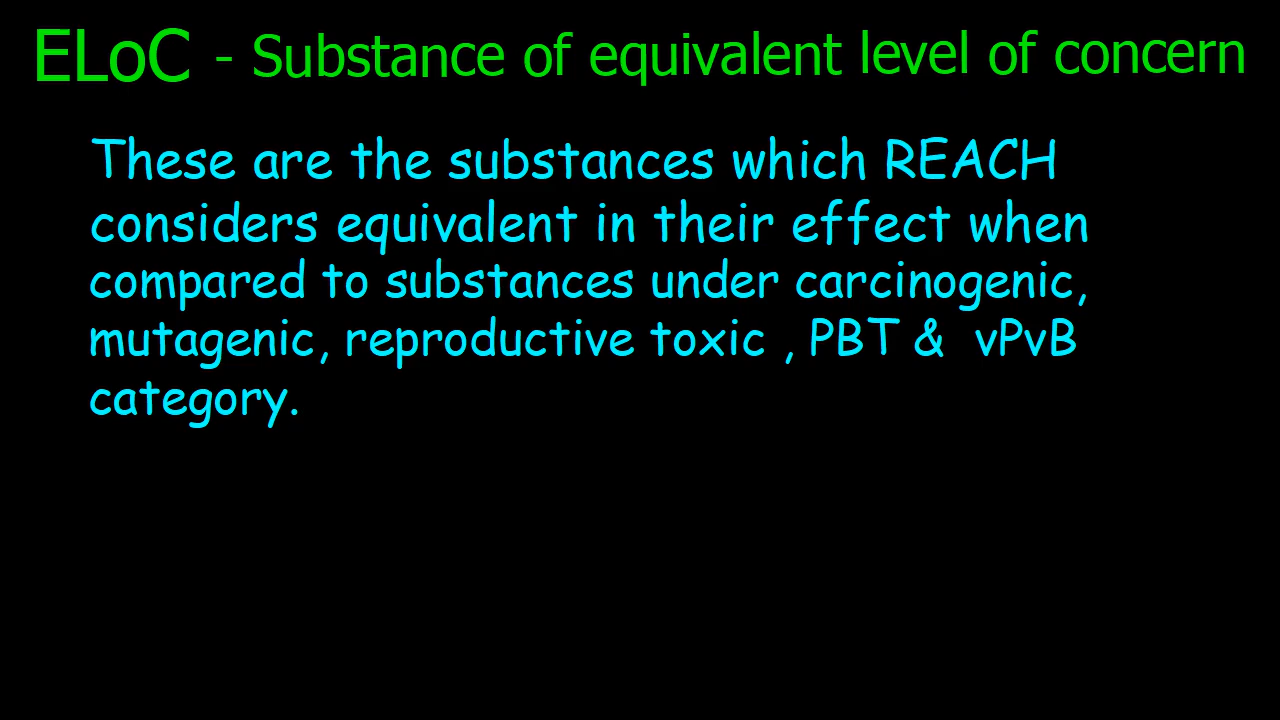 ELoC - Substance of equivalent level of concern
These are the substances which REACH
considers equivalent in their effect when
compared to substances under carcinogenic,
mutagenic, reproductive toxic , PBT & vPvB
category.